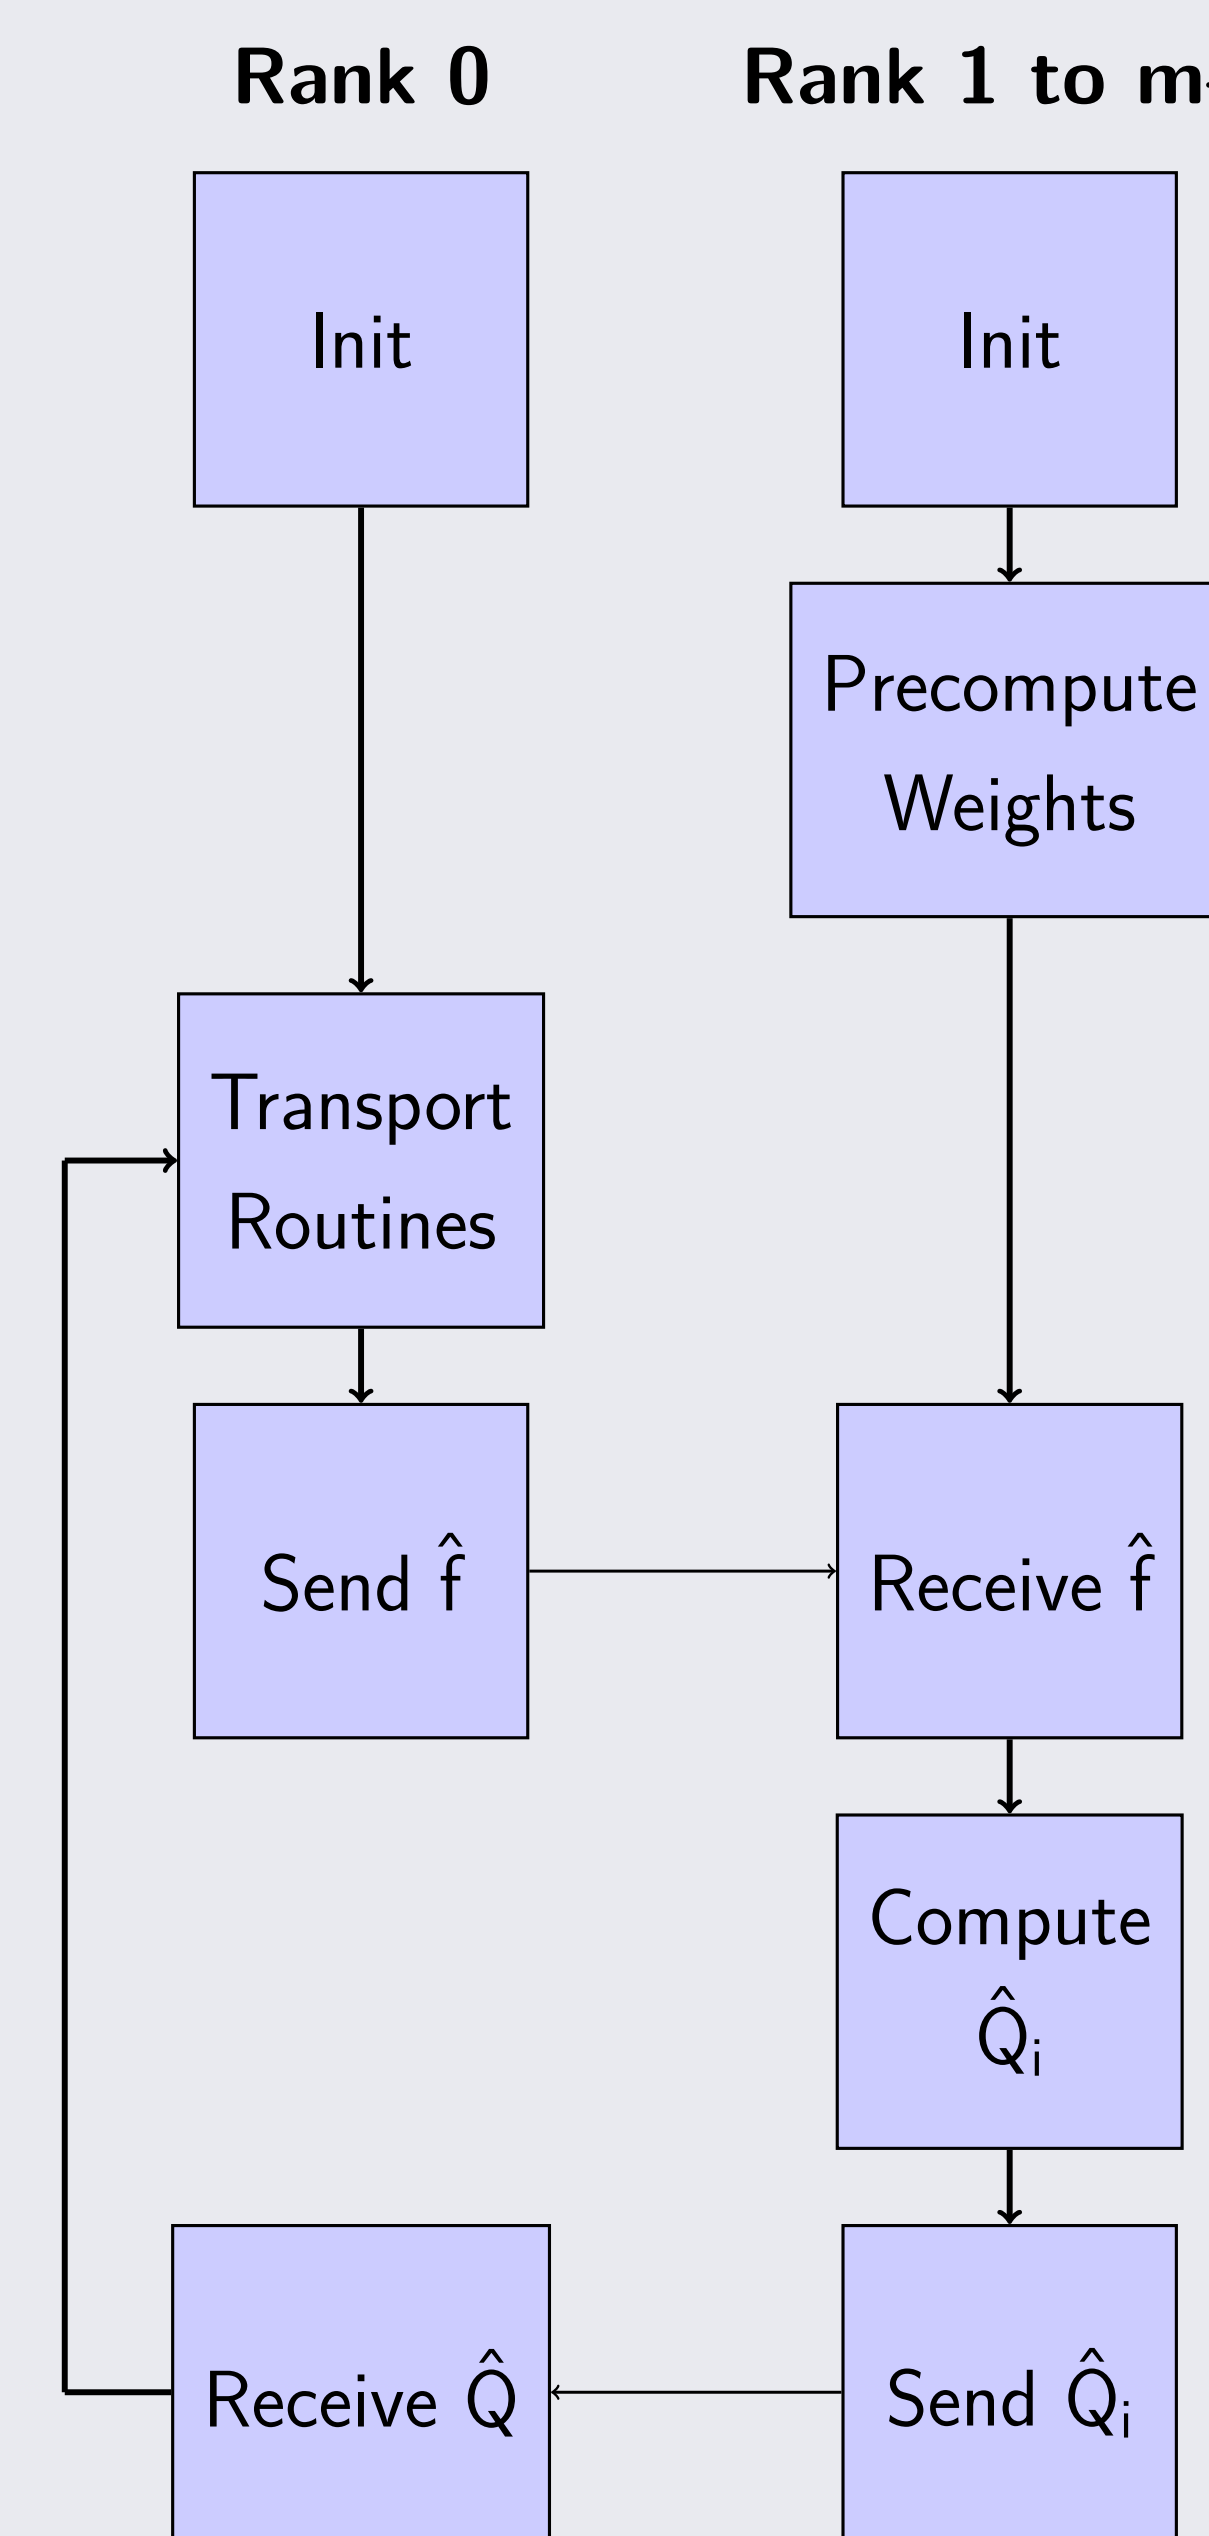 Rank 0
Rank 1 to m-
Init
Init
Precompute
Weights
Transport
Routines
Send f̂
Receive f̂
Compute
Q̂ᵢ
Receive Q̂
Send Q̂ᵢ